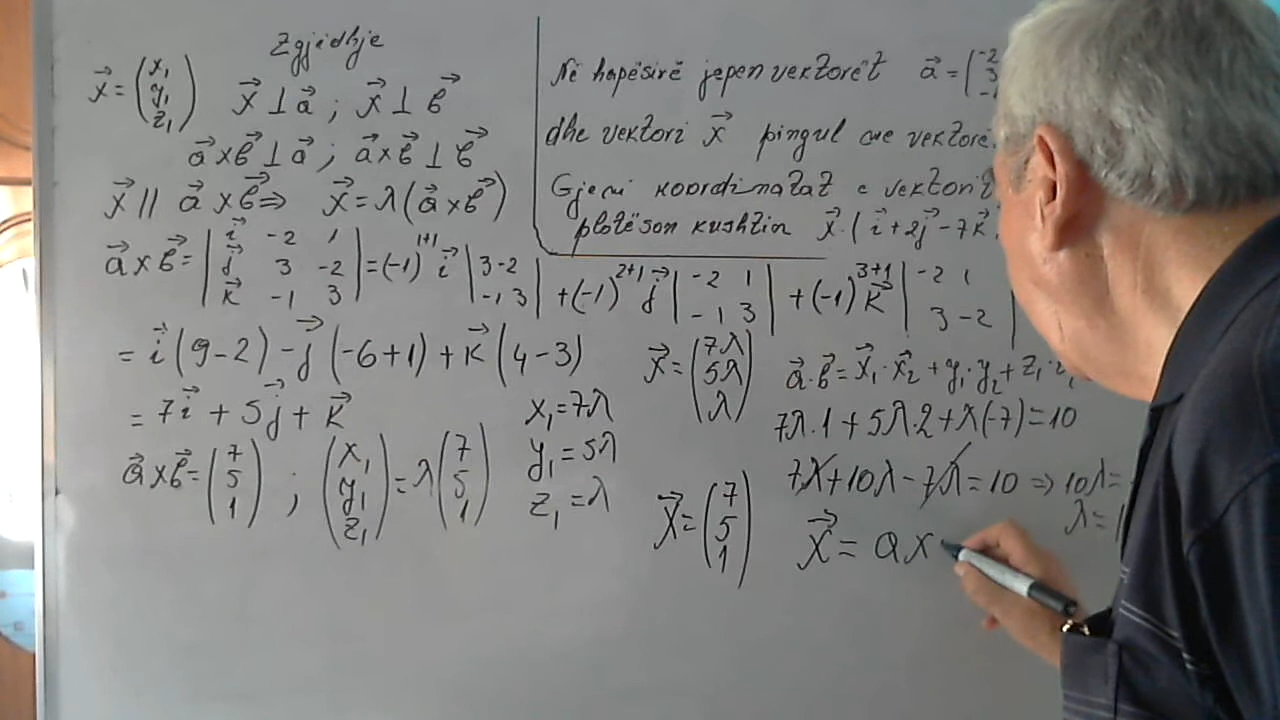 Zgjidhje
x⃗ = (x₁ y₁ z₁) x⃗ ⊥ a⃗ ; x⃗ ⊥ b⃗
a⃗ x b⃗ ⊥ a⃗ ; a⃗ x b⃗ ⊥ b⃗
x⃗ // a⃗ x b⃗ ⇒ x⃗ = λ(a⃗ x b⃗)
Në hapësirë jepen vektorët a⃗ = (-2 3
dhe vektori x⃗ pingul me vektorë
Gjeni koordinatat e vektorit
plotëson kushtin x⃗ · (i⃗ + 2j⃗ - 7k⃗
a⃗ x b⃗ = | i⃗ -2 1 j⃗ 3 -2 k⃗ -1 3 | = (-1)¹⁺¹ i⃗ | 3 -2 -1 3 | + (-1)²⁺¹ j⃗ | -2 1 -1 3 | + (-1)³⁺¹ k⃗ | -2 1 3 -2 |
= i⃗ (9-2) - j⃗ (-6+1) + k⃗ (4-3)
= 7i⃗ + 5j⃗ + k⃗
a⃗ x b⃗ = (7 5 1) ; (x₁ y₁ z₁) = λ (7 5 1)
x₁ = 7λ
y₁ = 5λ
z₁ = λ
x⃗ = (7λ 5λ λ)
a⃗ · b⃗ = x⃗₁ · x⃗₂ + y₁ · y₂ + z₁ ·
7λ·1 + 5λ·2 + λ(-7) = 10
7λ + 10λ - 7λ = 10 ⇒ 10λ =
λ = 1
x⃗ = (7 5 1)
x⃗ = a x